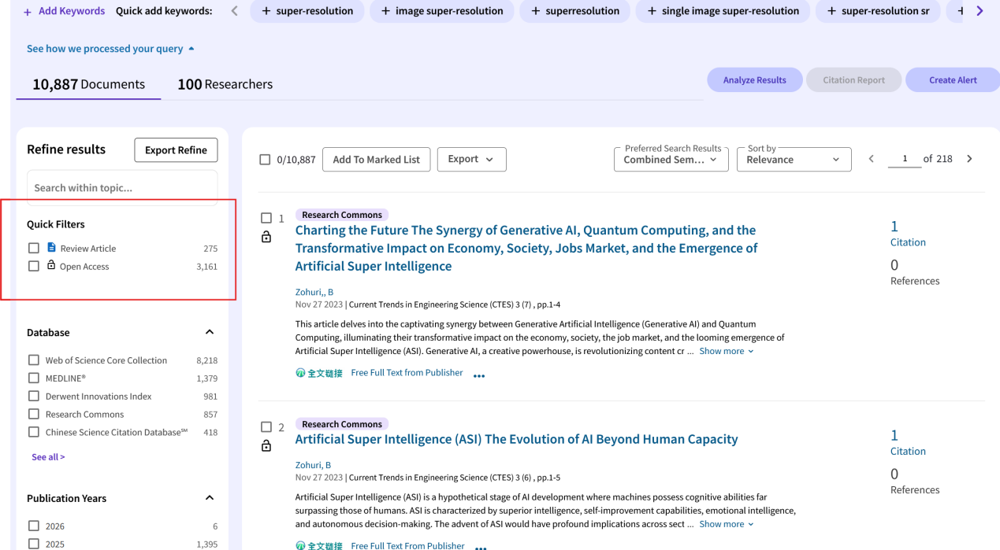 + Add Keywords Quick add keywords: + super-resolution + image super-resolution + superresolution + single image super-resolution + super-resolution sr +
See how we processed your query
10,887 Documents 100 Researchers
Analyze Results Citation Report Create Alert
Refine results Export Refine
Search within topic...
Quick Filters
Review Article 275
Open Access 3,161
Database
Web of Science Core Collection 8,218
MEDLINE® 1,379
Derwent Innovations Index 981
Research Commons 857
Chinese Science Citation Database℠ 418
See all >
Publication Years
2026 6
2025 1,395
0/10,887 Add To Marked List Export
Preferred Search Results
Combined Sem...
Sort by
Relevance
1 of 218
1 Research Commons
Charting the Future The Synergy of Generative AI, Quantum Computing, and the
Transformative Impact on Economy, Society, Jobs Market, and the Emergence of
Artificial Super Intelligence
Zohuri,, B
Nov 27 2023 | Current Trends in Engineering Science (CTES) 3 (7) , pp.1-4
This article delves into the captivating synergy between Generative Artificial Intelligence (Generative AI) and Quantum
Computing, illuminating their transformative impact on the economy, society, the job market, and the looming emergence of
Artificial Super Intelligence (ASI). Generative AI, a creative powerhouse, is revolutionizing content cr ... Show more
全文链接 Free Full Text from Publisher ...
1
Citation
0
References
2 Research Commons
Artificial Super Intelligence (ASI) The Evolution of AI Beyond Human Capacity
Zohuri, B
Nov 27 2023 | Current Trends in Engineering Science (CTES) 3 (6) , pp.1-5
Artificial Super Intelligence (ASI) is a hypothetical stage of AI development where machines possess cognitive abilities far
surpassing those of humans. ASI is characterized by superior intelligence, self-improvement capabilities, emotional intelligence,
and autonomous decision-making. The advent of ASI would have profound implications across sect ... Show more
全文链接 Free Full Text From Publisher ...
1
Citation
0
References